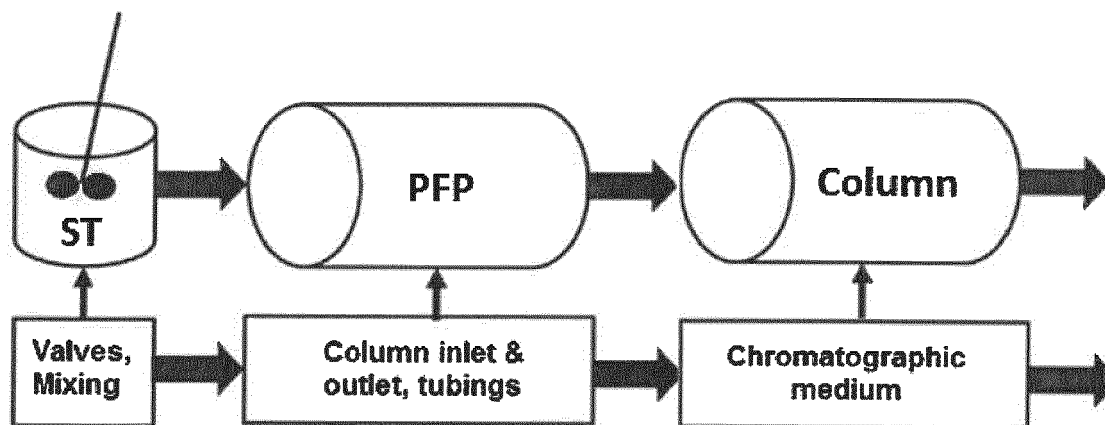 ST
PFP
Column
Valves,
Mixing
Column inlet &
outlet, tubings
Chromatographic
medium